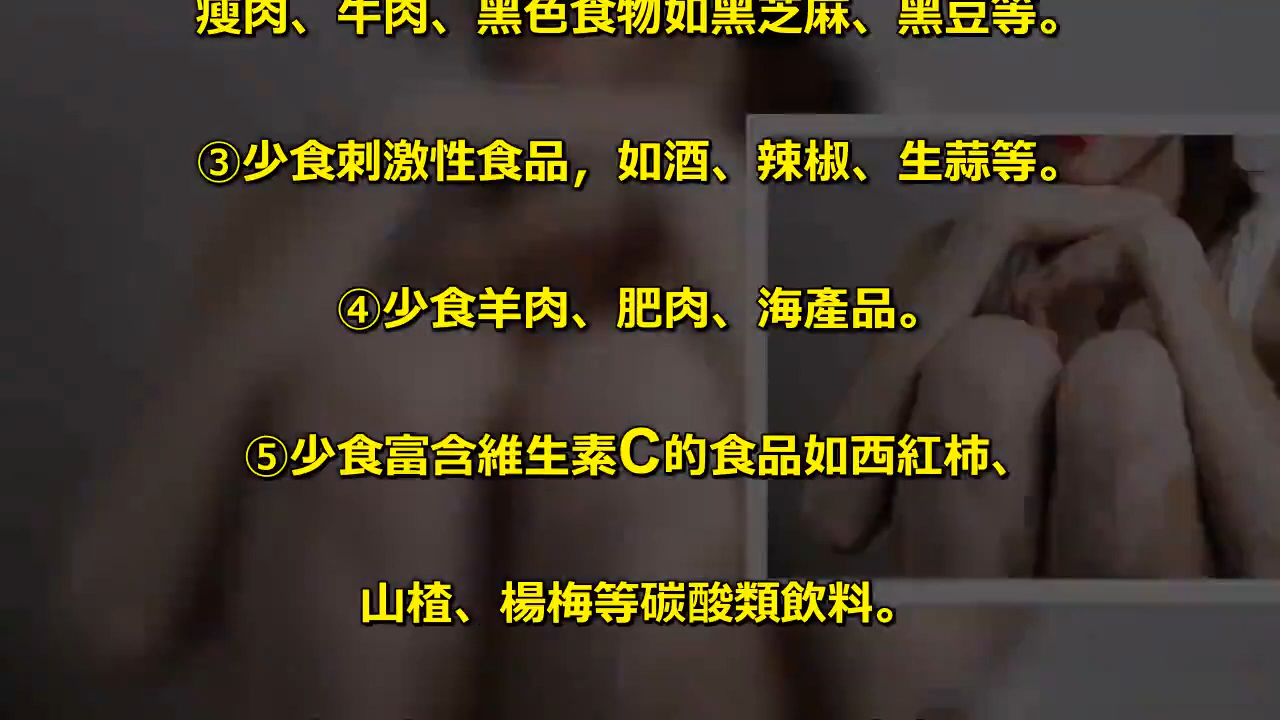 瘦肉、牛肉、黑色食物如黑芝麻、黑豆等。
③少食刺激性食品，如酒、辣椒、生蒜等。
④少食羊肉、肥肉、海產品。
⑤少食富含維生素C的食品如西紅柿、
山楂、楊梅等碳酸類飲料。